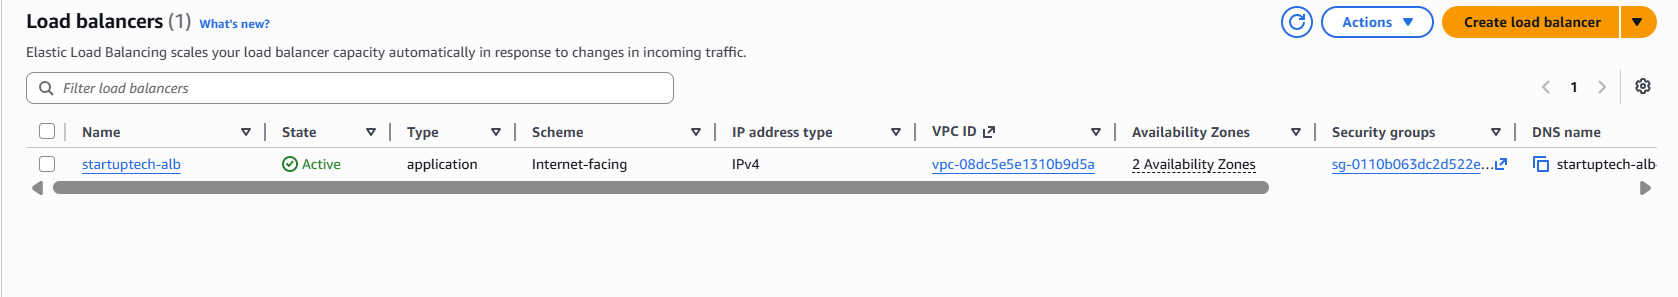 Load balancers (1) What's new?
Actions
Create load balancer
Elastic Load Balancing scales your load balancer capacity automatically in response to changes in incoming traffic.
Filter load balancers
1
Name State Type Scheme IP address type VPC ID Availability Zones Security groups DNS name
startuptech-alb Active application Internet-facing IPv4 vpc-08dc5e5e1310b9d5a 2 Availability Zones sg-0110b063dc2d522e... startuptech-alb-